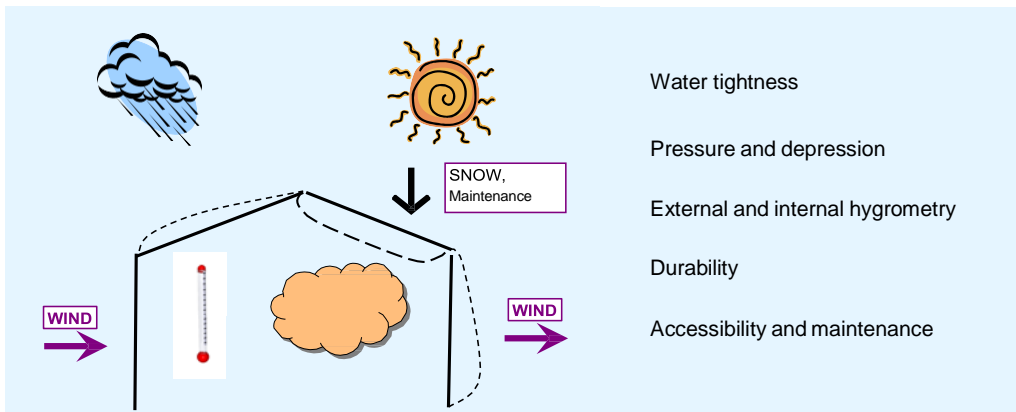 Water tightness
Pressure and depression
SNOW,
Maintenance
External and internal hygrometry
Durability
WIND
WIND
Accessibility and maintenance